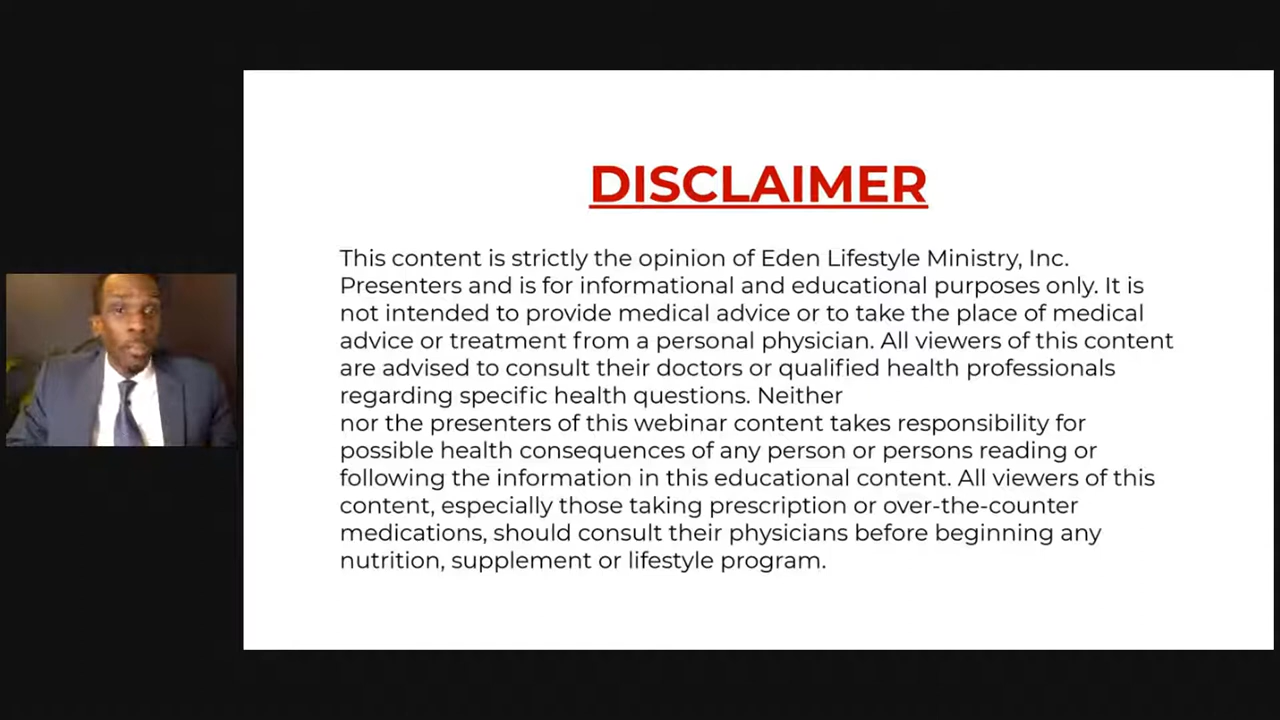 DISCLAIMER
This content is strictly the opinion of Eden Lifestyle Ministry, Inc.
Presenters and is for informational and educational purposes only. It is
not intended to provide medical advice or to take the place of medical
advice or treatment from a personal physician. All viewers of this content
are advised to consult their doctors or qualified health professionals
regarding specific health questions. Neither
nor the presenters of this webinar content takes responsibility for
possible health consequences of any person or persons reading or
following the information in this educational content. All viewers of this
content, especially those taking prescription or over-the-counter
medications, should consult their physicians before beginning any
nutrition, supplement or lifestyle program.